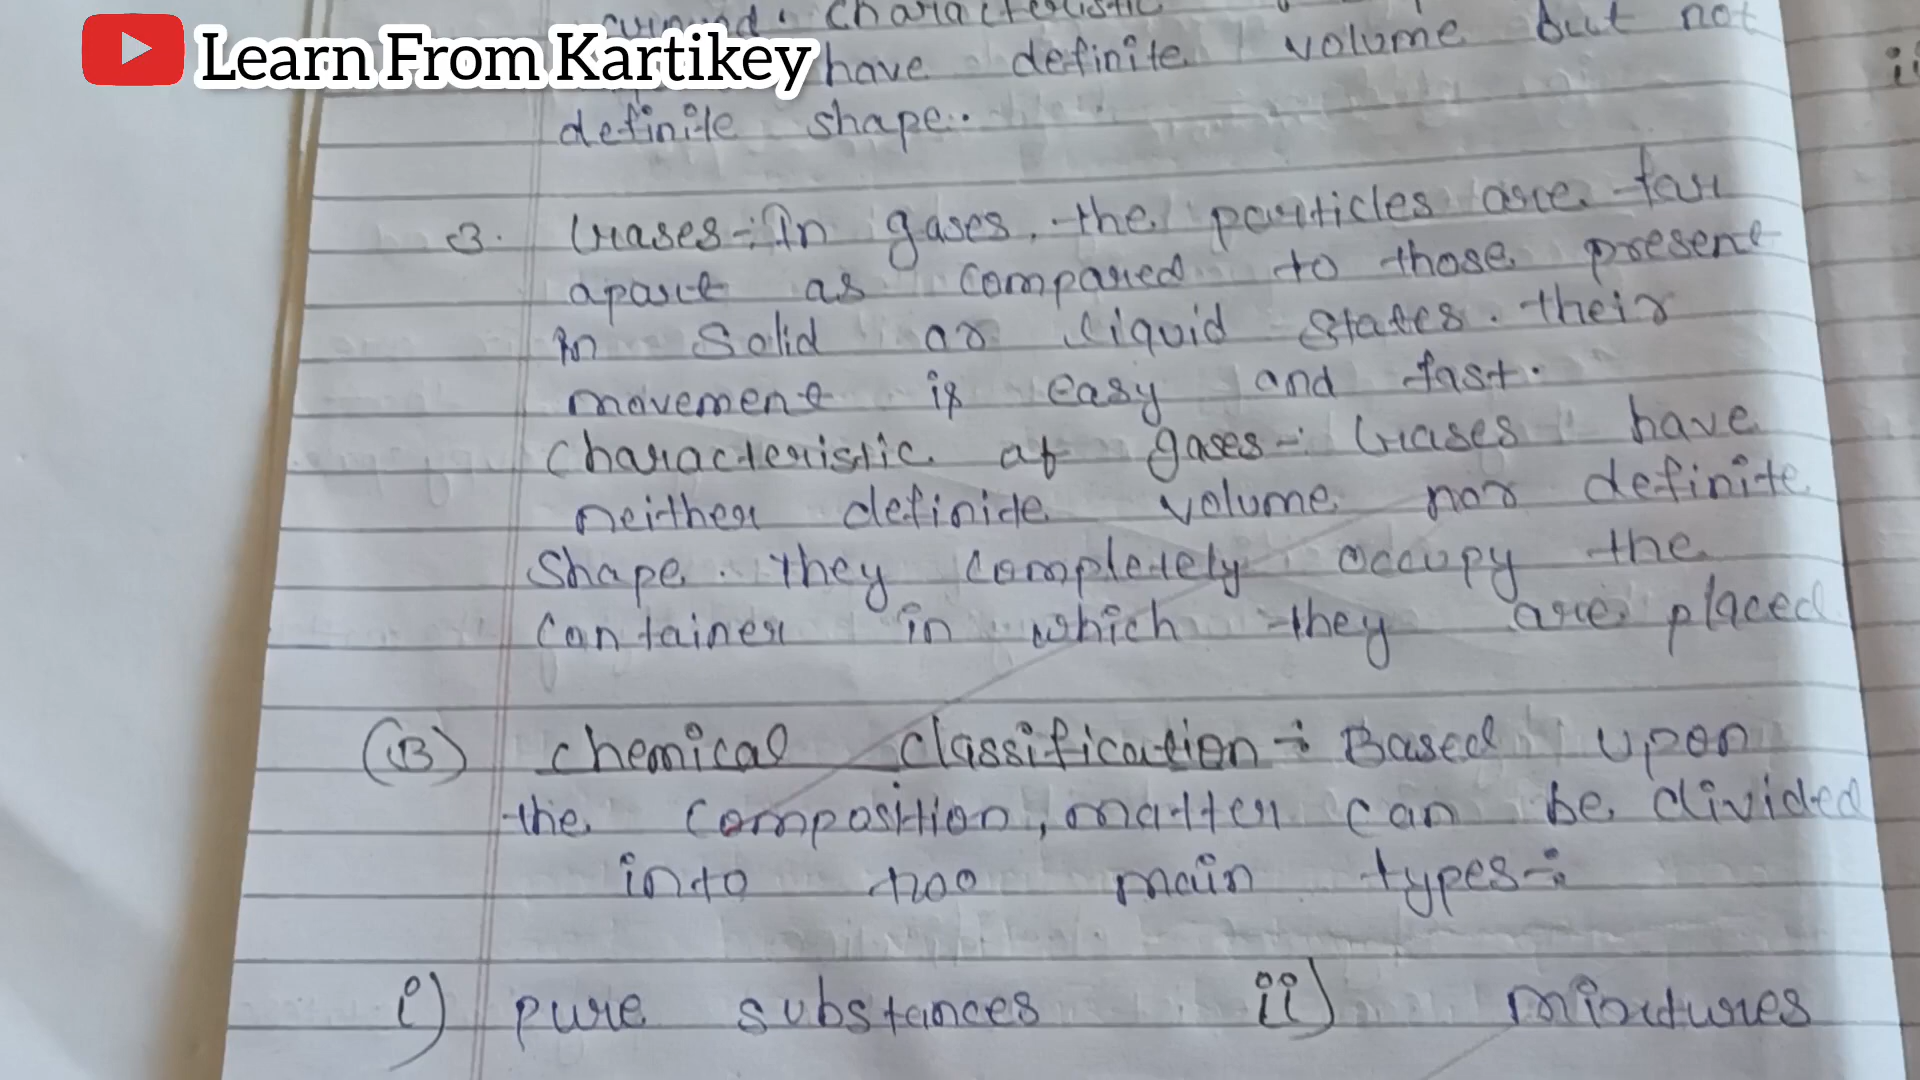 characteristic
Learn From Kartikey
have definite volume but not
definite shape.
3. Gases-: In gases, the particles are far
apart as compared to those present
in solid or liquid states. their
movement is easy and fast.
characteristic of gases-: Gases have
neither definite volume nor definite
shape. they completely occupy the
container in which they are placed
(B) chemical classification-: Based upon
the composition, matter can be divided
into two main types-:
i) pure substances ii) mixtures